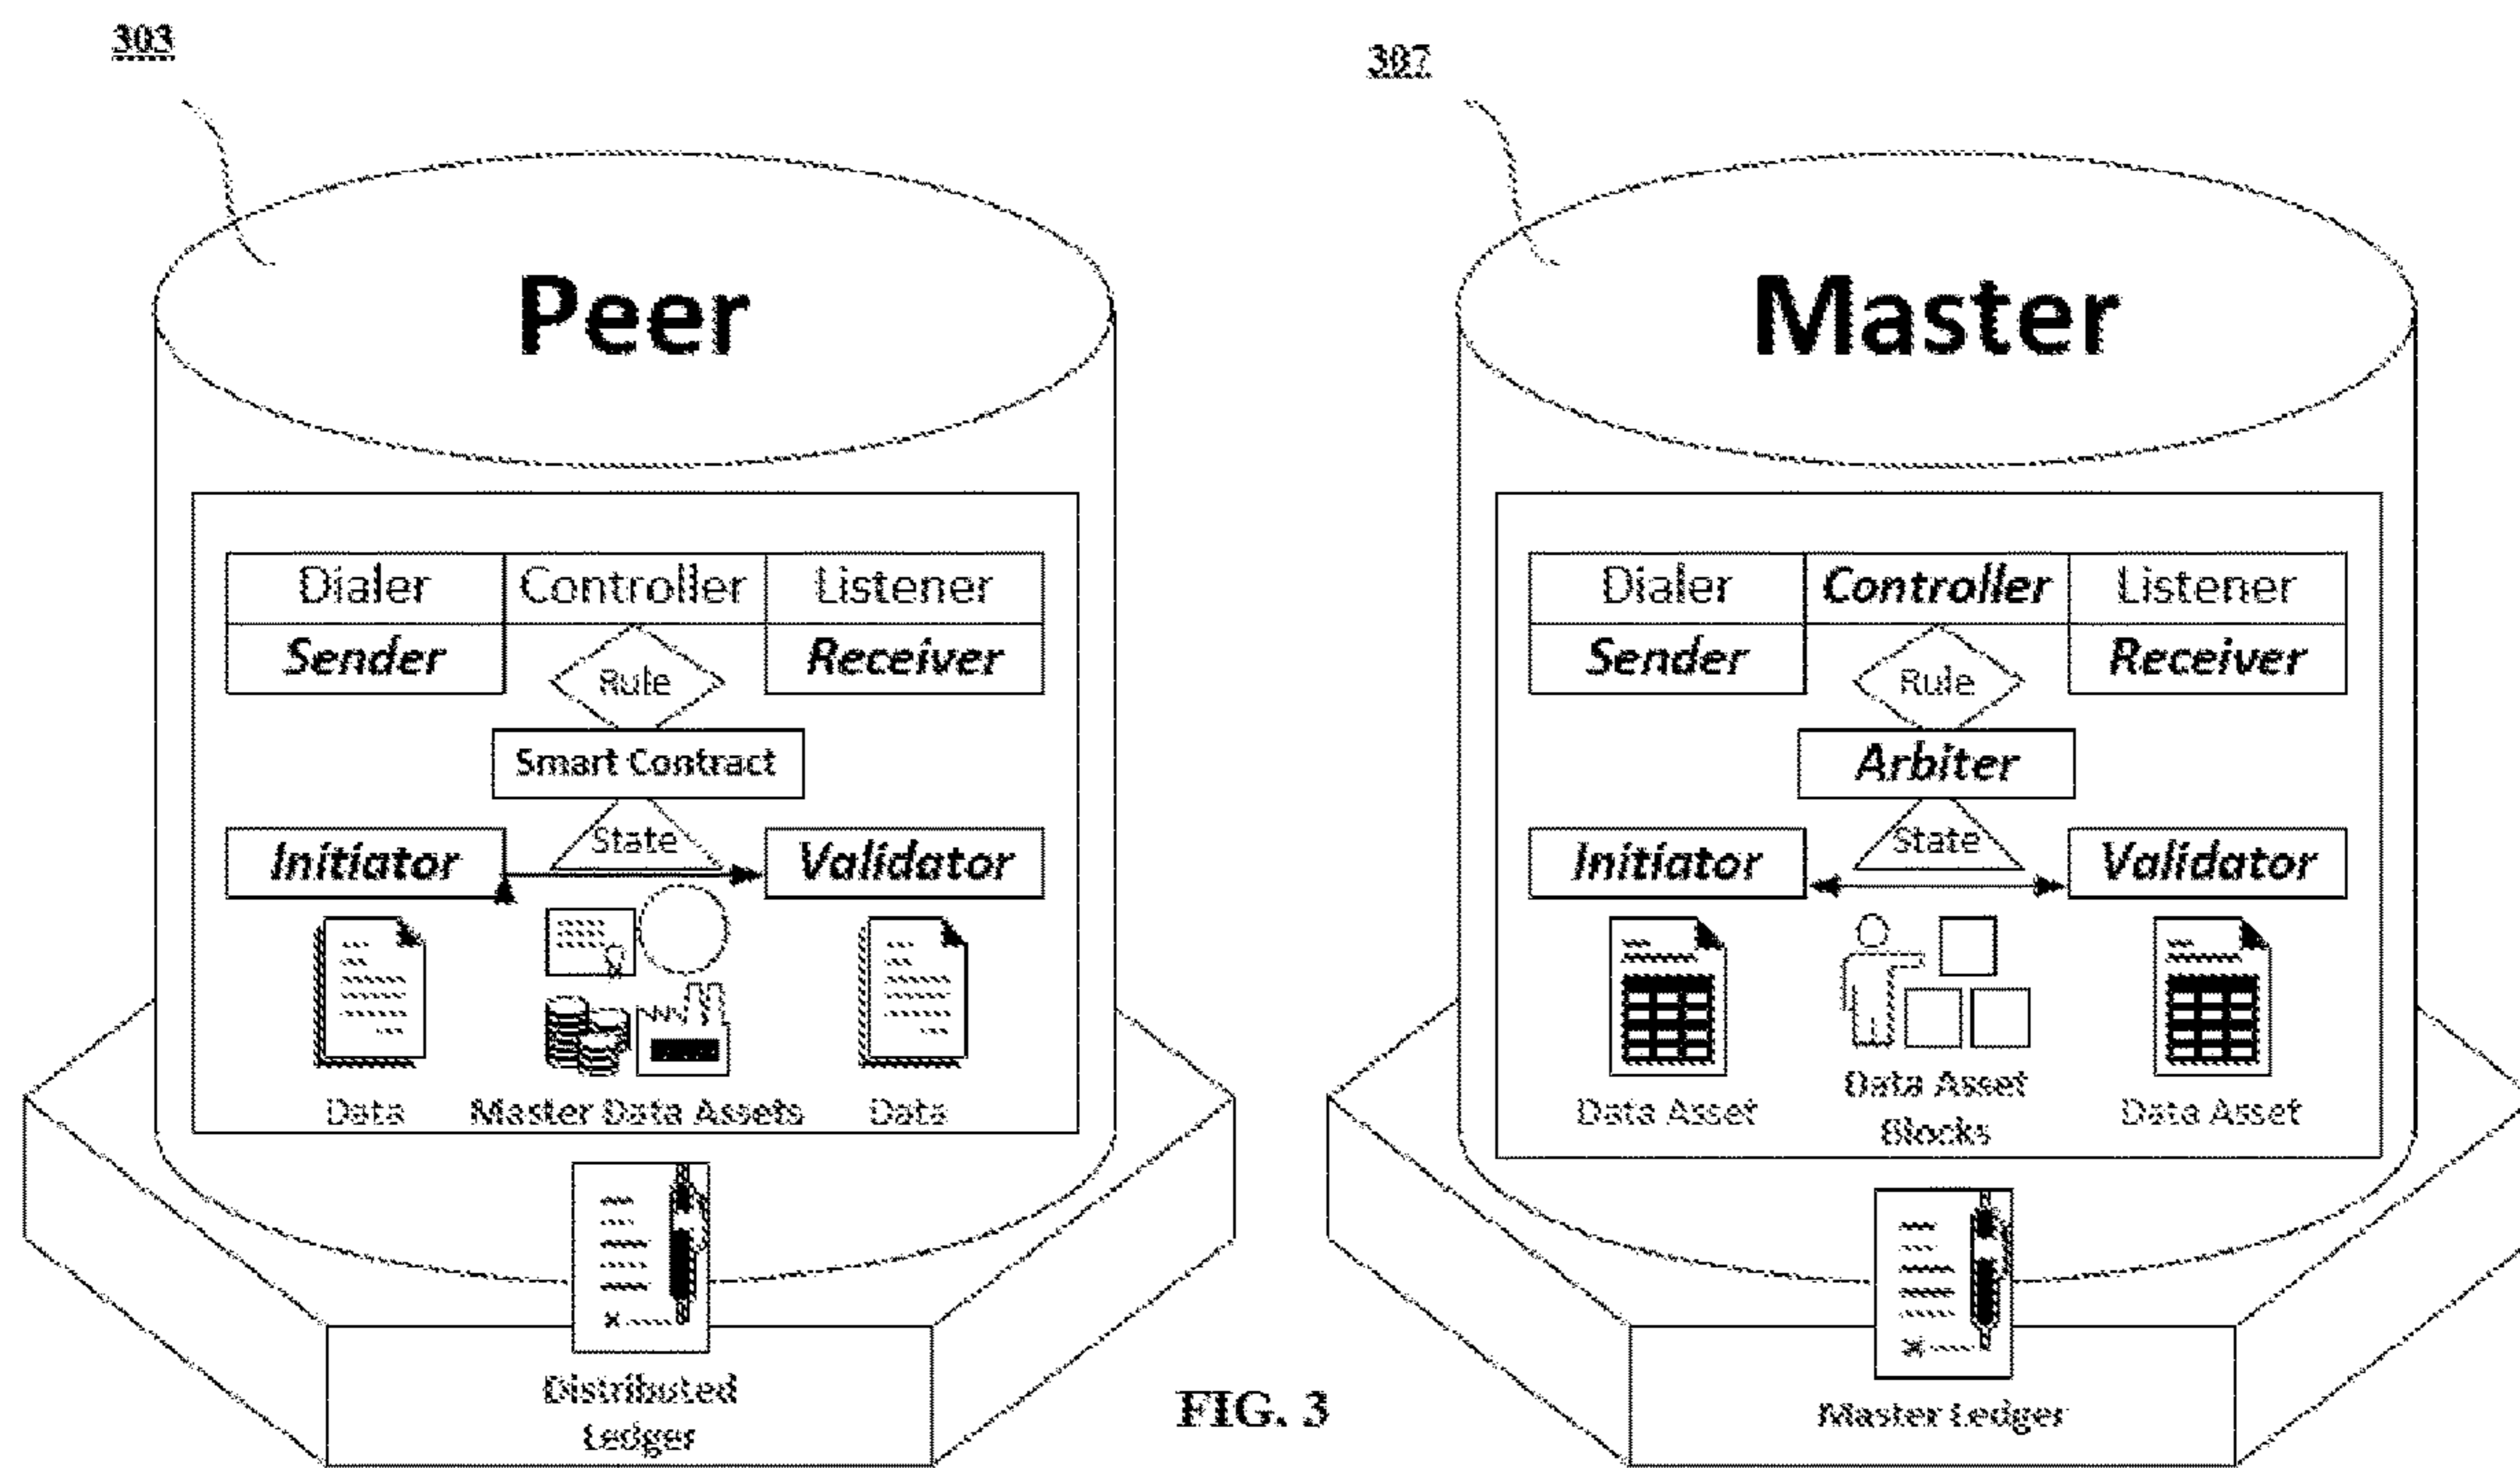 303
Peer
Dialer Controller Listener
Sender Rule Receiver
Smart Contract
Initiator State Validator
Data Master Data Assets Data
x
Distributed
Ledger
307
Master
Dialer Controller Listener
Sender Rule Receiver
Arbiter
Initiator State Validator
Data Asset Data Asset Data Asset
Blocks
x
Master Ledger
FIG. 3